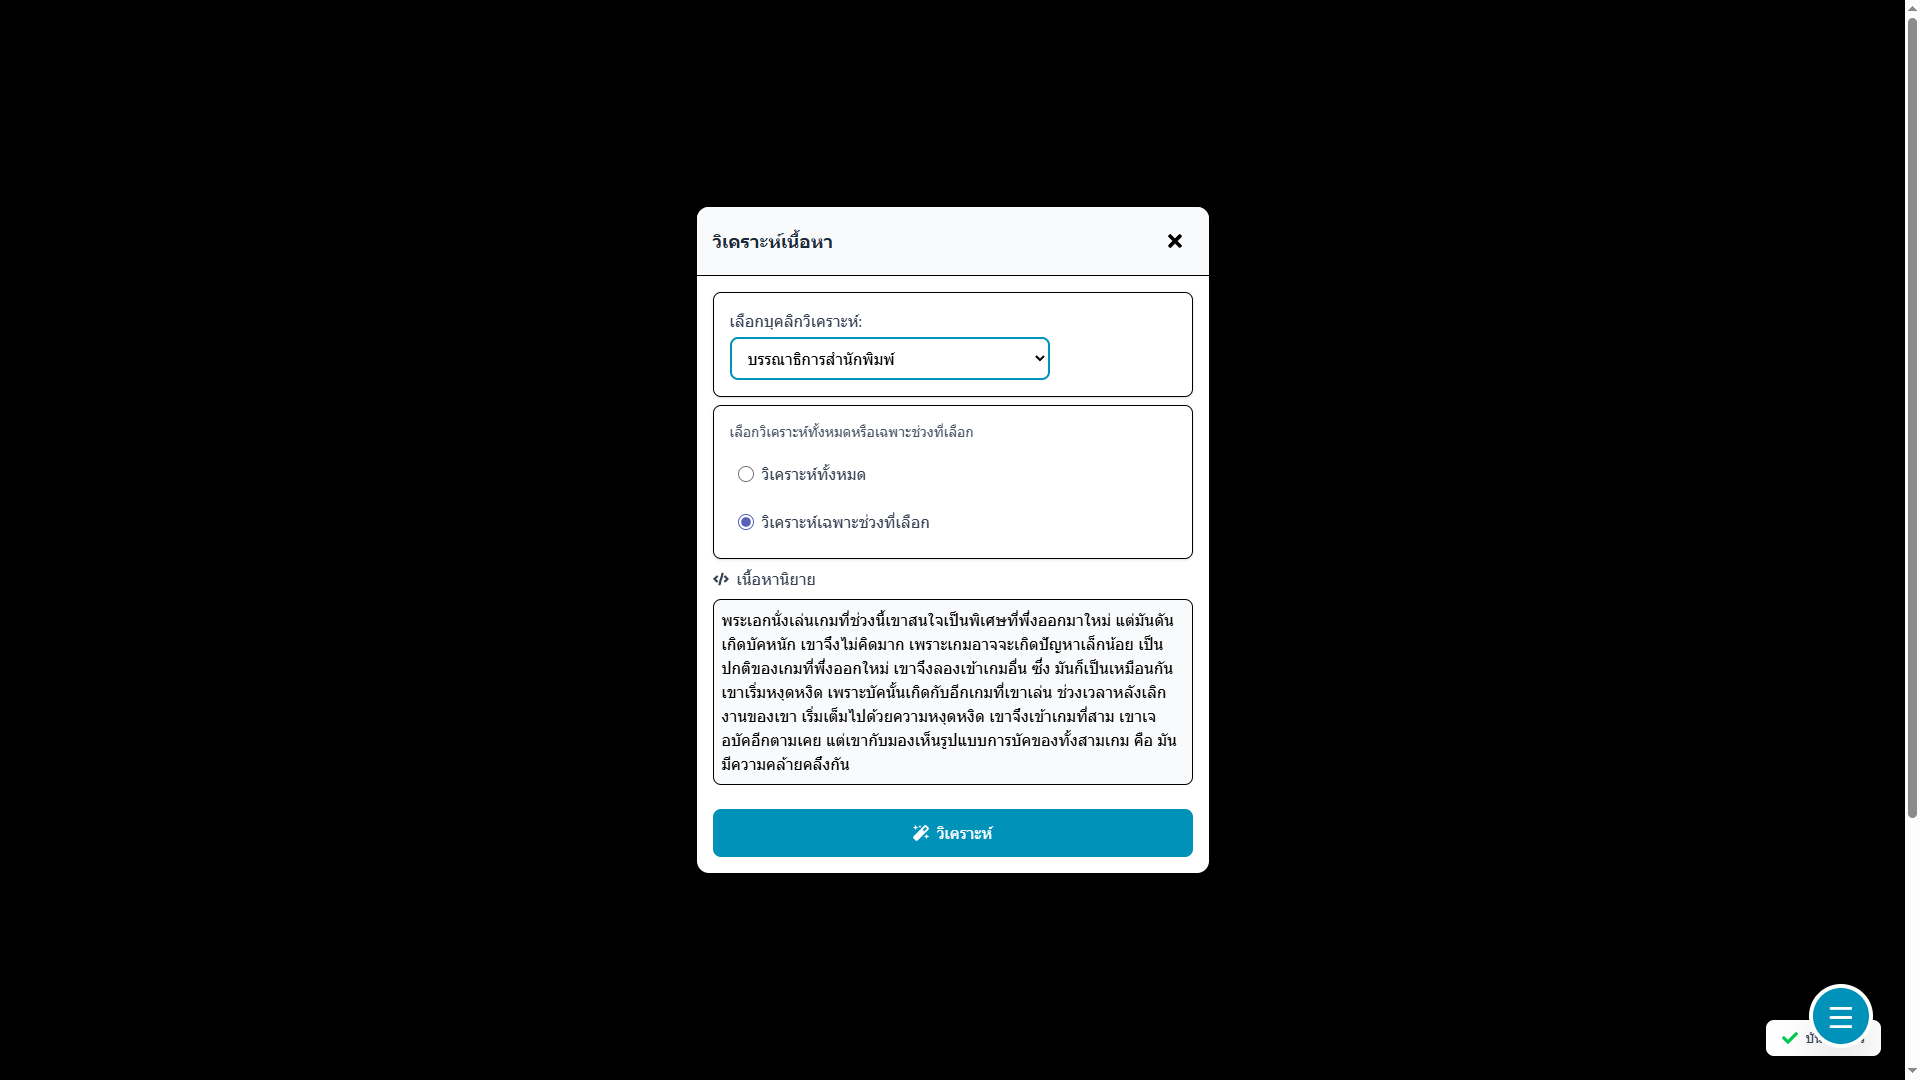 วิเคราะห์เนื้อหา
เลือกบุคลิกวิเคราะห์:
บรรณาธิการสำนักพิมพ์
เลือกวิเคราะห์ทั้งหมดหรือเฉพาะช่วงที่เลือก
วิเคราะห์ทั้งหมด
วิเคราะห์เฉพาะช่วงที่เลือก
เนื้อหานิยาย
พระเอกนั่งเล่นเกมที่ช่วงนี้เขาสนใจเป็นพิเศษที่พึ่งออกมาใหม่ แต่มันดัน
เกิดบัคหนัก เขาจึงไม่คิดมาก เพราะเกมอาจจะเกิดปัญหาเล็กน้อย เป็น
ปกติของเกมที่พึ่งออกใหม่ เขาจึงลองเข้าเกมอื่น ซึ่ง มันก็เป็นเหมือนกัน
เขาเริ่มหงุดหงิด เพราะบัคนั้นเกิดกับอีกเกมที่เขาเล่น ช่วงเวลาหลังเลิก
งานของเขา เริ่มเต็มไปด้วยความหงุดหงิด เขาจึงเข้าเกมที่สาม เขาเจ
อบัคอีกตามเคย แต่เขากับมองเห็นรูปแบบการบัคของทั้งสามเกม คือ มัน
มีความคล้ายคลึงกัน
วิเคราะห์